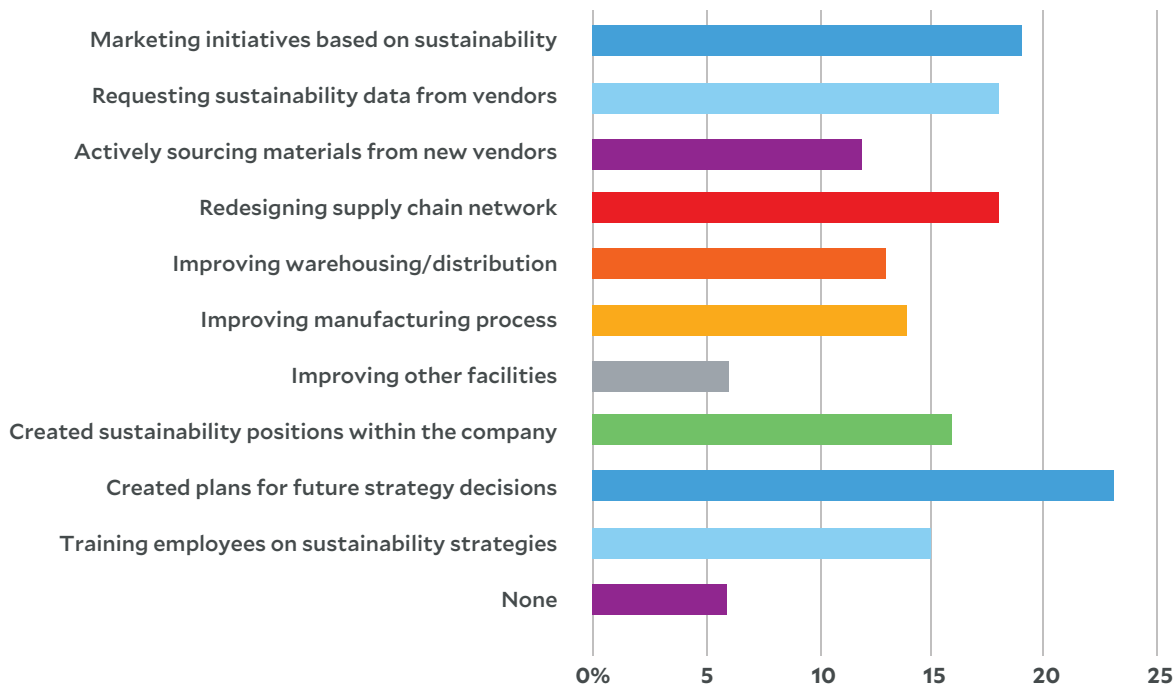 Marketing initiatives based on sustainability
Requesting sustainability data from vendors
Actively sourcing materials from new vendors
Redesigning supply chain network
Improving warehousing/distribution
Improving manufacturing process
Improving other facilities
Created sustainability positions within the company
Created plans for future strategy decisions
Training employees on sustainability strategies
None
0% 5 10 15 20 25